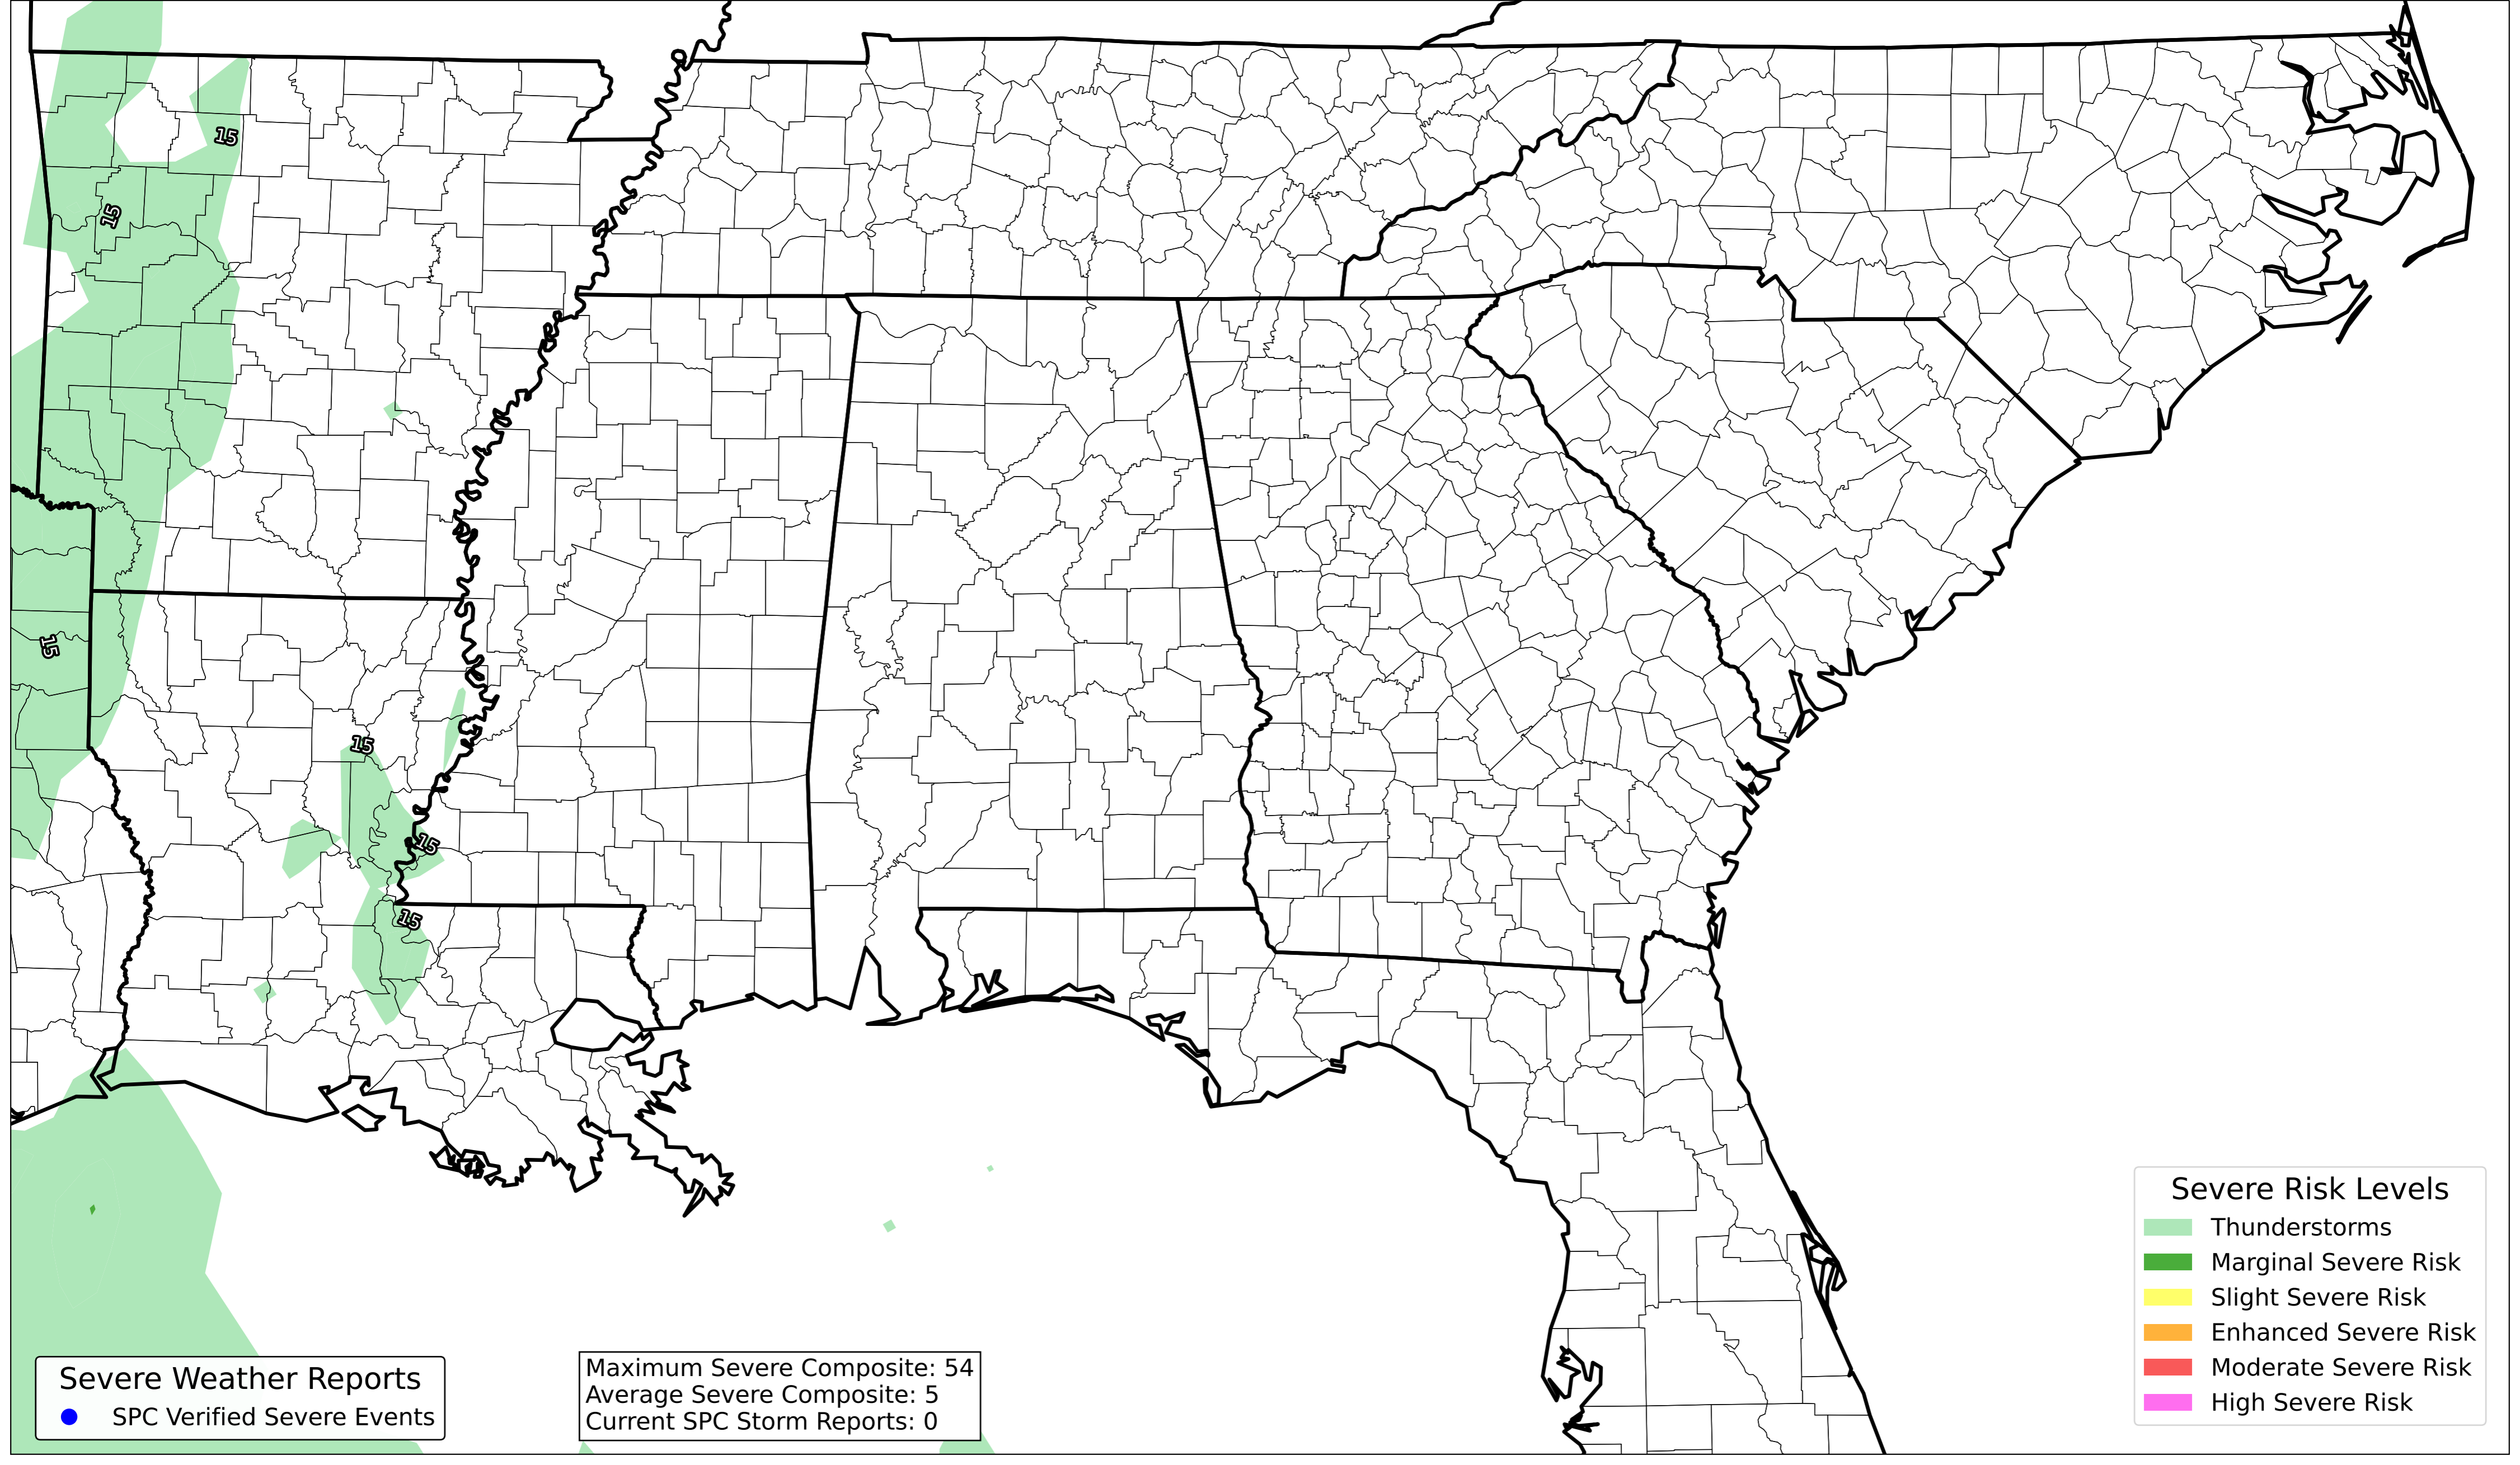 15
15
15
15
15
15
Severe Weather Reports
SPC Verified Severe Events
Maximum Severe Composite: 54
Average Severe Composite: 5
Current SPC Storm Reports: 0
Severe Risk Levels
Thunderstorms
Marginal Severe Risk
Slight Severe Risk
Enhanced Severe Risk
Moderate Severe Risk
High Severe Risk